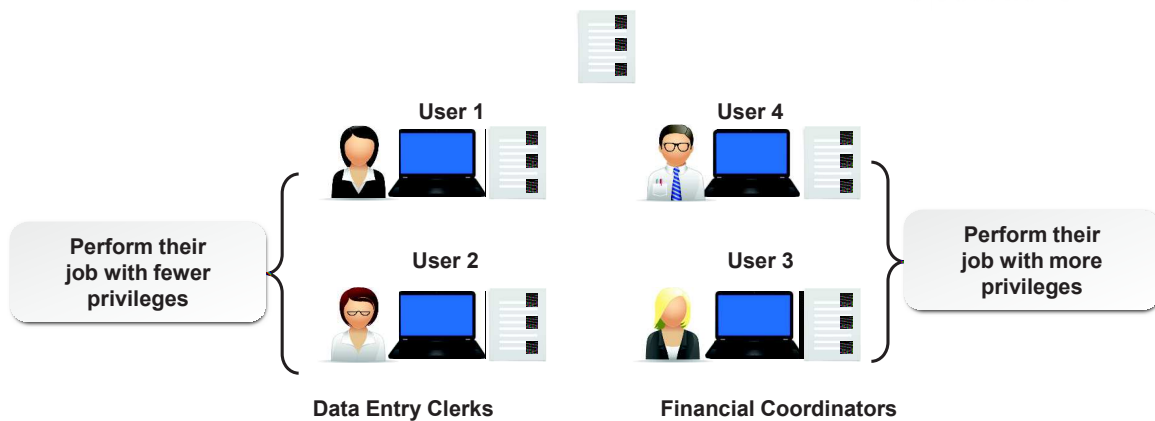 User 1
User 4
Perform their
job with fewer
privileges
User 2
User 3
Perform their
job with more
privileges
Data Entry Clerks
Financial Coordinators